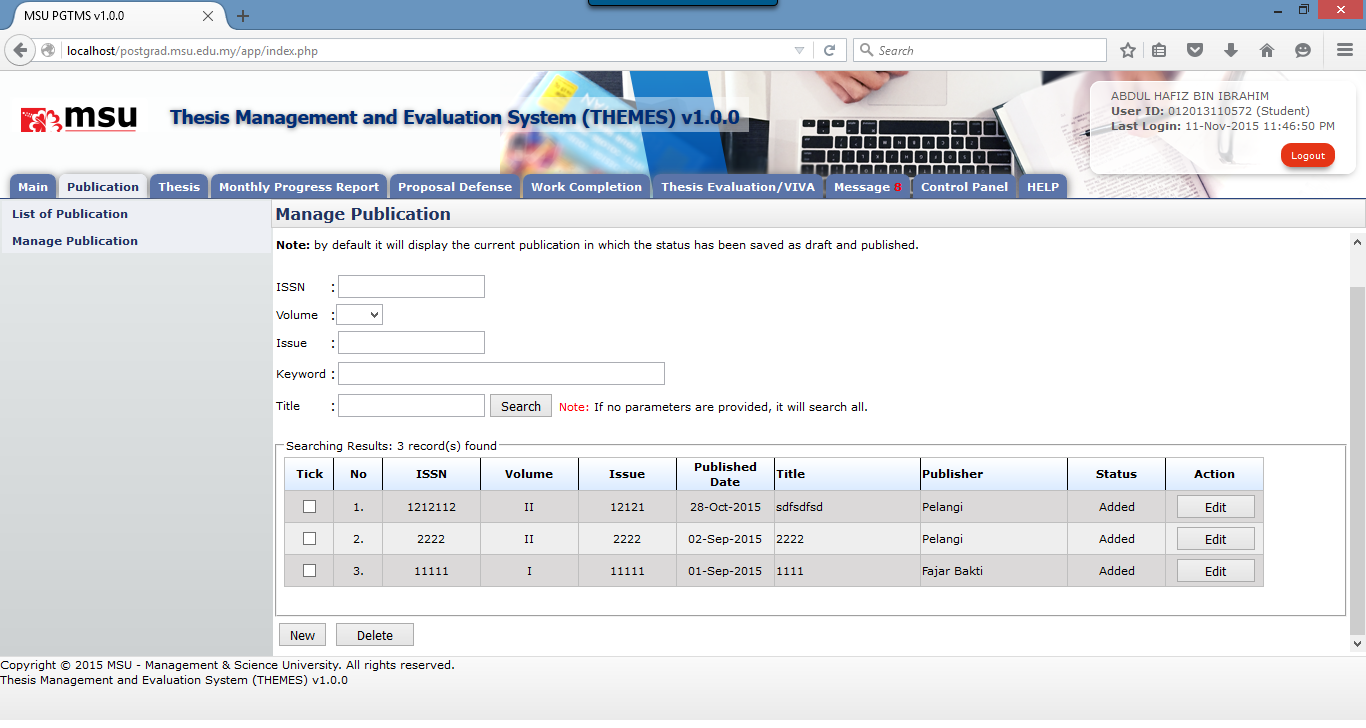 MSU PGTMS v1.0.0
localhost/postgrad.msu.edu.my/app/index.php
Search
msu
Thesis Management and Evaluation System (THEMES) v1.0.0
ABDUL HAFIZ BIN IBRAHIM
User ID: 012013110572 (Student)
Last Login: 11-Nov-2015 11:46:50 PM
Logout
Main Publication Thesis Monthly Progress Report Proposal Defense Work Completion Thesis Evaluation/VIVA Message 8 Control Panel HELP
List of Publication
Manage Publication
Manage Publication
Note: by default it will display the current publication in which the status has been saved as draft and published.
ISSN :
Volume :
Issue :
Keyword :
Title : Search Note: If no parameters are provided, it will search all.
Searching Results: 3 record(s) found
Tick No ISSN Volume Issue Published Date Title Publisher Status Action
1. 1212112 II 12121 28-Oct-2015 sdfsdfsd Pelangi Added Edit
2. 2222 II 2222 02-Sep-2015 2222 Pelangi Added Edit
3. 11111 I 11111 01-Sep-2015 1111 Fajar Bakti Added Edit
New Delete
Copyright © 2015 MSU - Management & Science University. All rights reserved.
Thesis Management and Evaluation System (THEMES) v1.0.0